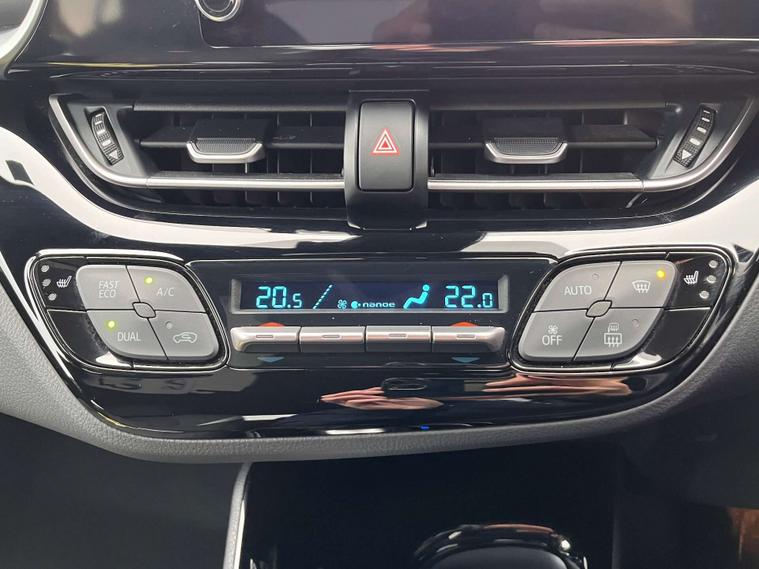 FAST
ECO
A/C
DUAL
20.5
nanoe
22.0
AUTO
OFF